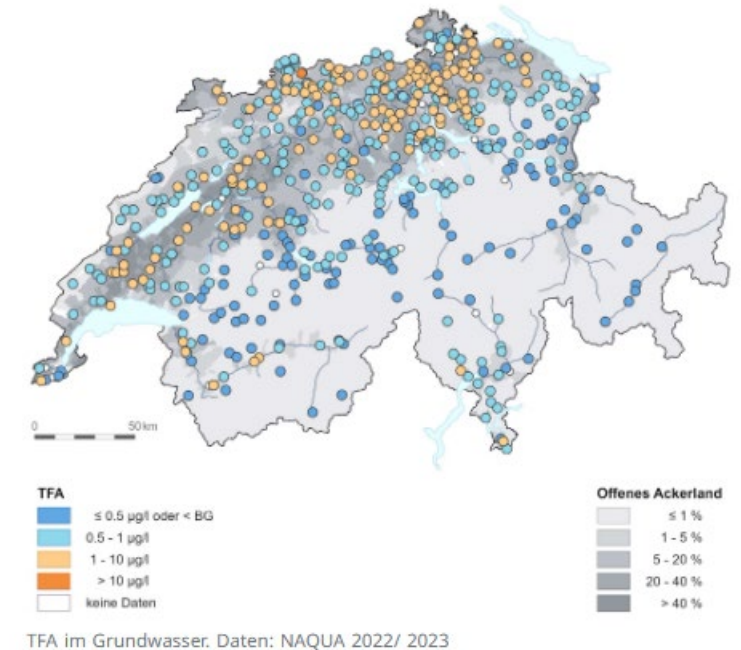 0 50 km
TFA
≤ 0.5 µg/l oder < BG
0.5 - 1 µg/l
1 - 10 µg/l
> 10 µg/l
keine Daten
Offenes Ackerland
≤ 1 %
1 - 5 %
5 - 20 %
20 - 40 %
> 40 %
TFA im Grundwasser. Daten: NAQUA 2022/ 2023